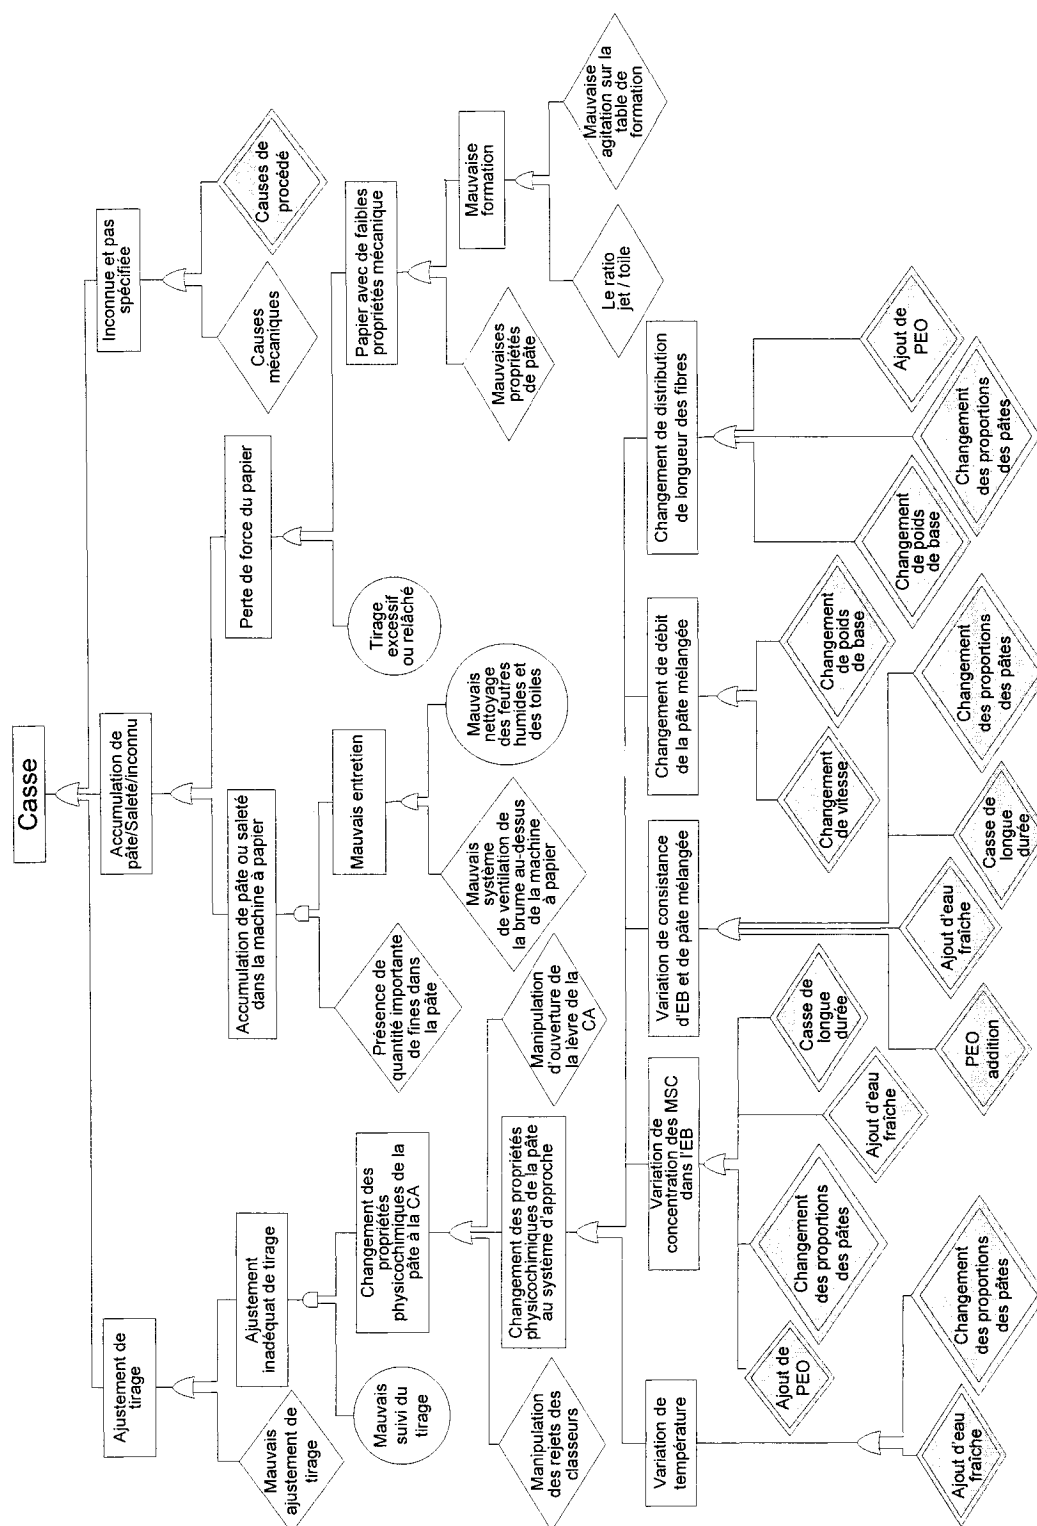 Casse
Ajustement de
tirage
Accumulation de
pâte/Saleté/inconnu
Inconnue et pas
spécifiée
Mauvais
ajustement de
tirage
Ajustement
inadéquat de tirage
Accumulation de pâte ou saleté
dans la machine à papier
Perte de force du papier
Causes
mécaniques
Causes de
procédé
Mauvais
suivi du
tirage
Changement des
propriétés
physicochimiques de la
pâte à la CA
Présence de
quantité importante
de fines dans
la pâte
Mauvais entretien
Tirage
excessif
ou relâché
Papier avec de faibles
propriétés mécanique
Manipulation
des rejets des
classeurs
Changement des propriétés
physicochimiques de la pâte
au système d'approche
Manipulation
d'ouverture de
la lèvre de la
CA
Mauvais
système
de ventilation de
la brume au-dessus
de la machine
à papier
Mauvais
nettoyage
des feutres
humides et
des toiles
Mauvaises
propriétés
de pâte
Mauvaise
formation
Le ratio
jet / toile
Mauvaise
agitation sur la
table de
formation
Variation de
température
Variation de
concentration des MSC
dans l'EB
Variation de consistance
d'EB et de pâte mélangée
Changement de débit
de la pâte mélangée
Changement de distribution
de longueur des fibres
Ajout de
PEO
Changement
des proportions
des pâtes
Ajout d'eau
fraîche
Casse de
longue
durée
Changement
de vitesse
Changement
de poids
de base
Ajout d'eau
fraîche
Changement
des proportions
des pâtes
PEO
addition
Ajout d'eau
fraîche
Casse de
longue
durée
Changement
des proportions
des pâtes
Changement
de poids
de base
Changement
des proportions
des pâtes
Ajout de
PEO